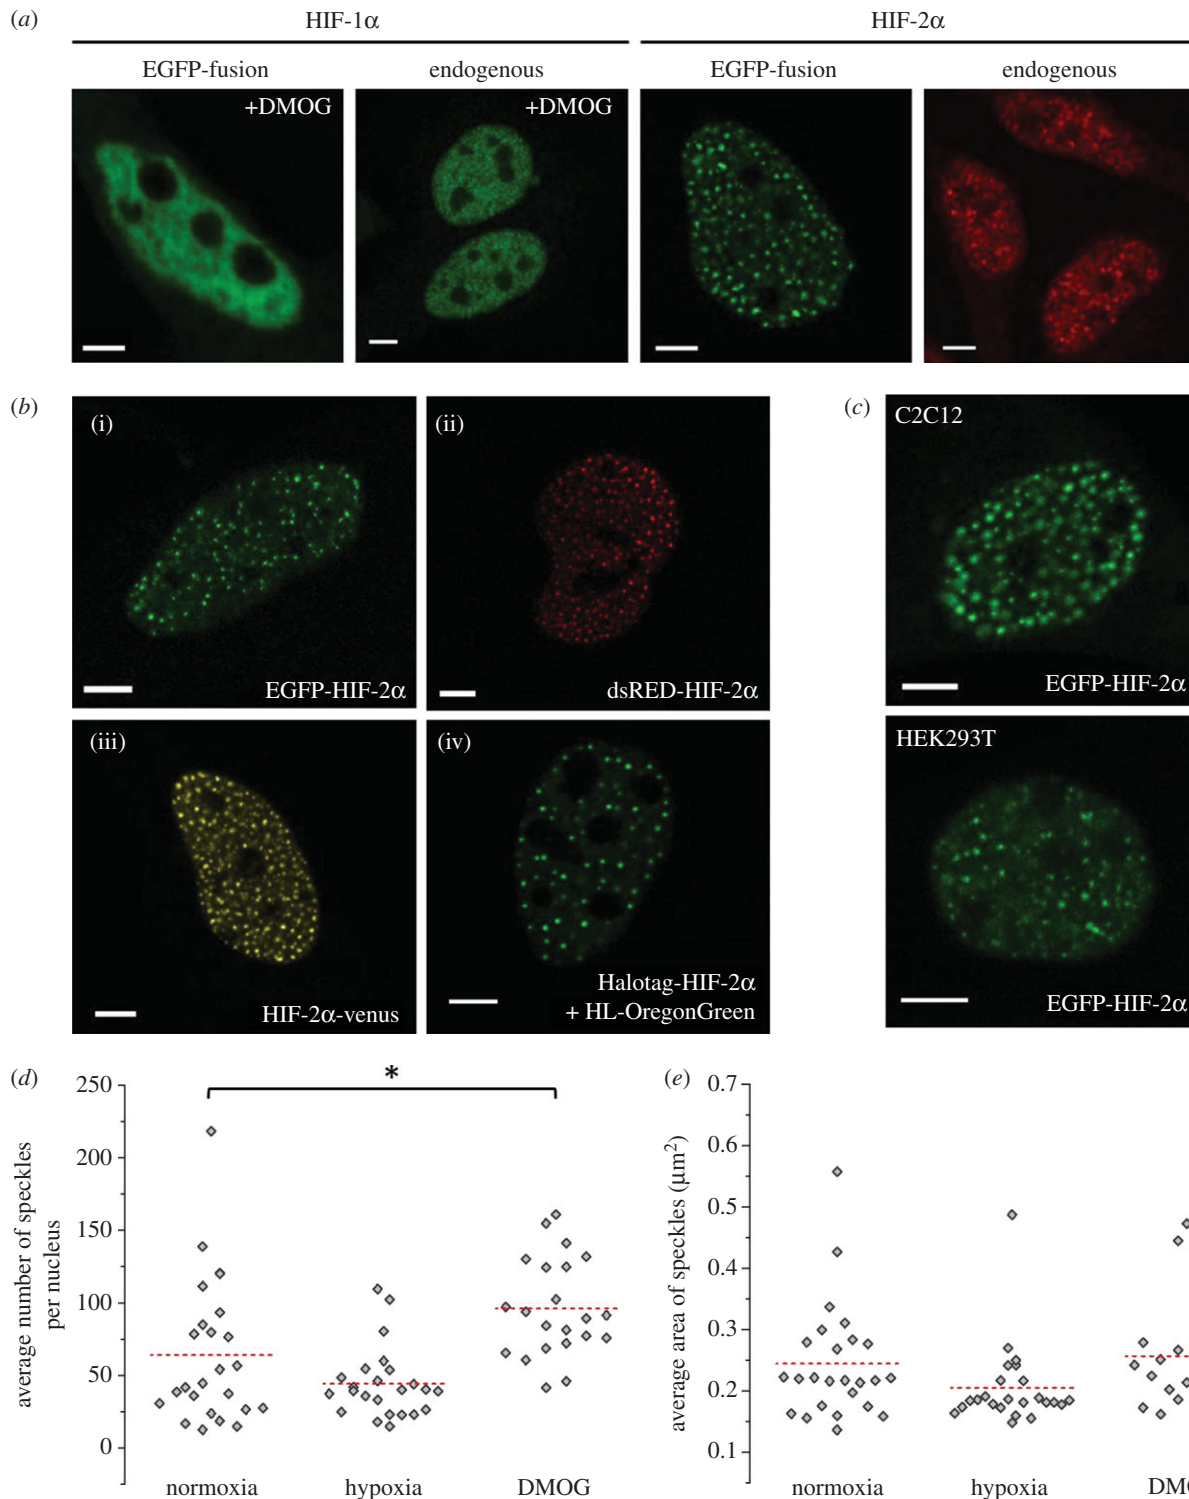 (a)
HIF-1α
HIF-2α
EGFP-fusion
endogenous
EGFP-fusion
endogenous
+DMOG
+DMOG
(b)
(c)
(i)
(ii)
C2C12
EGFP-HIF-2α
dsRED-HIF-2α
EGFP-HIF-2α
(iii)
(iv)
HEK293T
HIF-2α-venus
Halotag-HIF-2α
+ HL-OregonGreen
EGFP-HIF-2α
(d)
*
250
200
150
100
50
0
average number of speckles
per nucleus
normoxia
hypoxia
DMOG
(e)
0.7
0.6
0.5
0.4
0.3
0.2
0.1
average area of speckles (μm²)
normoxia
hypoxia